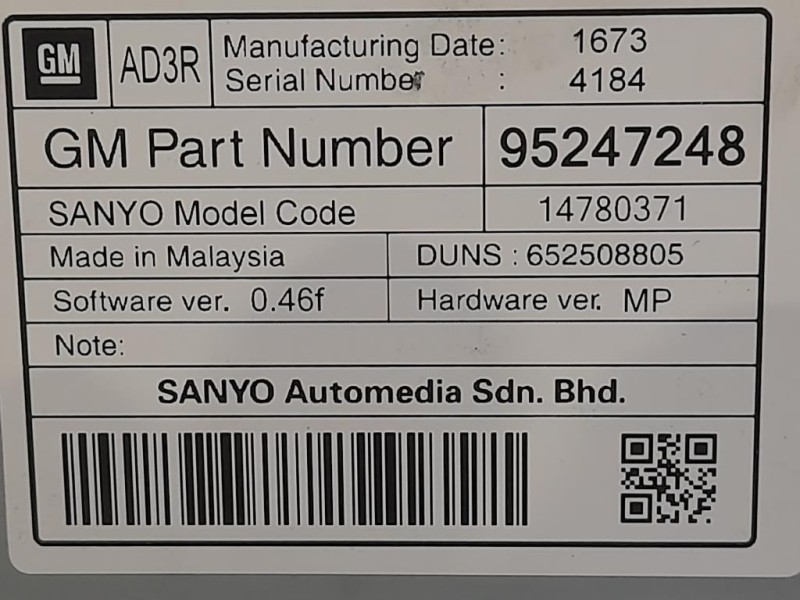 GM AD3R Manufacturing Date: 1673
Serial Number : 4184
GM Part Number 95247248
SANYO Model Code 14780371
Made in Malaysia DUNS : 652508805
Software ver. 0.46f Hardware ver. MP
Note:
SANYO Automedia Sdn. Bhd.